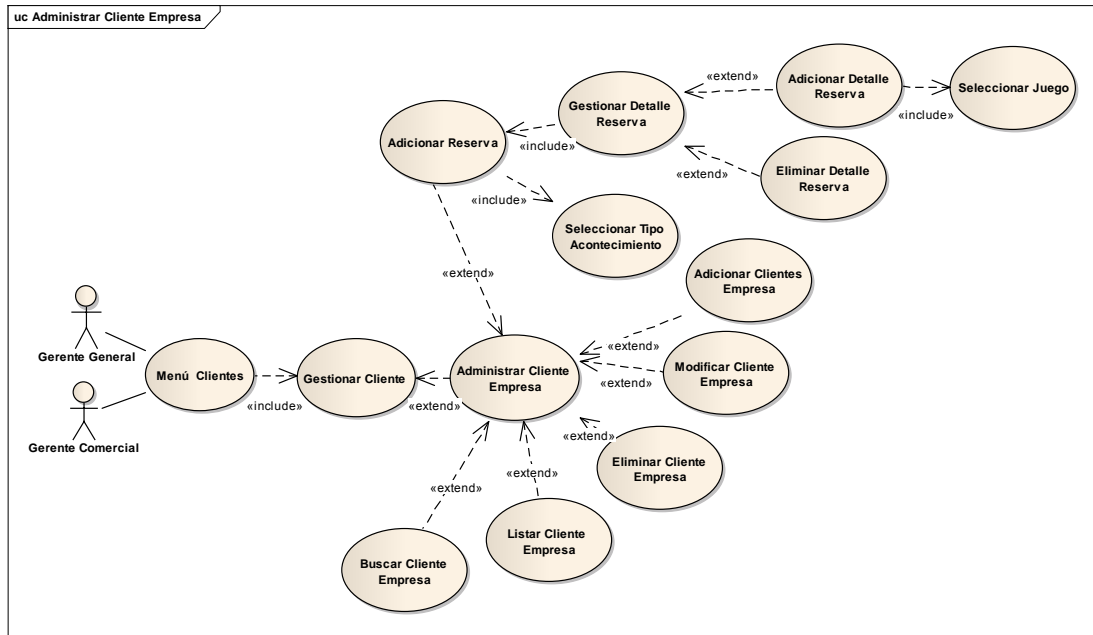 uc Administrar Cliente Empresa
«extend»
Adicionar Detalle
Reserva
Seleccionar Juego
Gestionar Detalle
Reserva
«include»
Adicionar Reserva
«include»
«extend»
Eliminar Detalle
Reserva
«include»
Seleccionar Tipo
Acontecimiento
«extend»
Adicionar Clientes
Empresa
Gerente General
«extend»
Menú Clientes
Gestionar Cliente
Administrar Cliente
Empresa
Modificar Cliente
Empresa
«include»
«extend»
«extend»
Gerente Comercial
«extend»
Eliminar Cliente
Empresa
«extend»
«extend»
Listar Cliente
Empresa
Buscar Cliente
Empresa